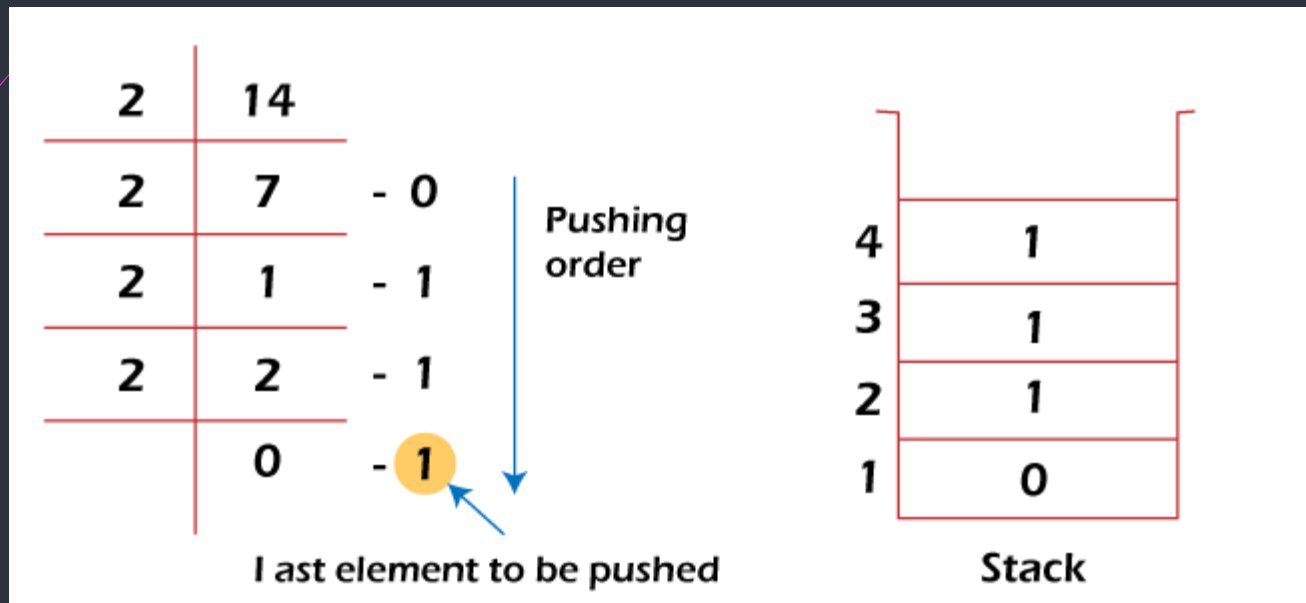 2 14
2 7 - 0
2 1 - 1
2 2 - 1
0 - 1
Pushing
order
I ast element to be pushed
4 1
3 1
2 1
1 0
Stack